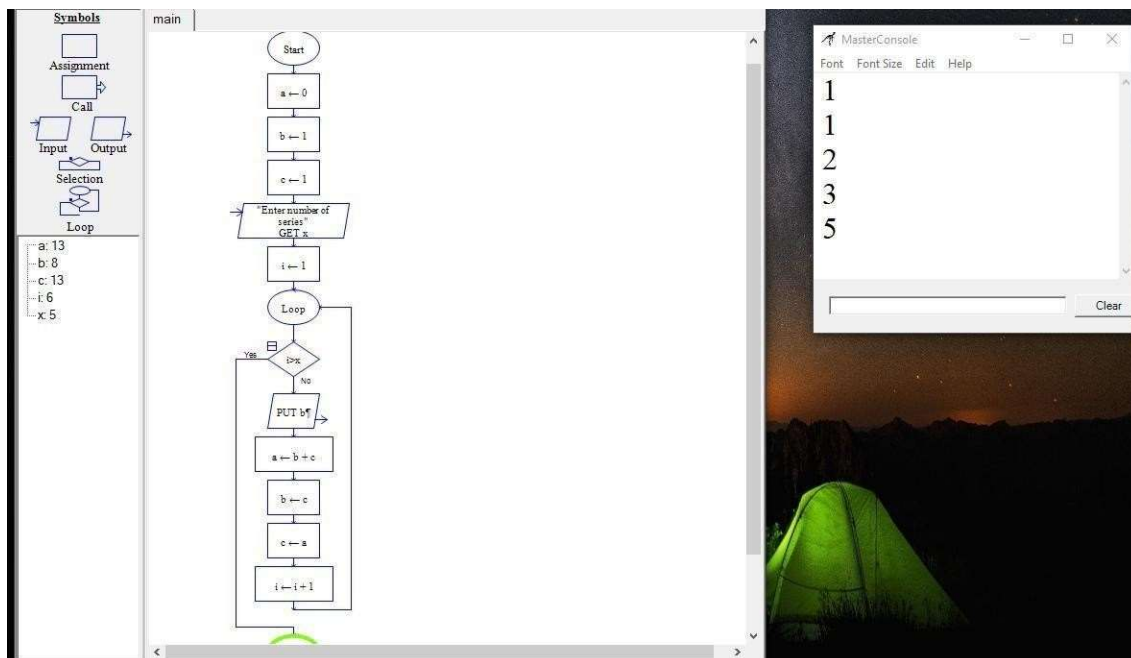 Symbols
Assignment
Call
Input Output
Selection
Loop
a: 13
b: 8
c: 13
i: 6
x: 5
main
Start
a ← 0
b ← 1
c ← 1
"Enter number of
series"
GET x
i ← 1
Loop
Yes
i>x
No
PUT b¶
a ← b + c
b ← c
c ← a
i ← i + 1
MasterConsole
Font Font Size Edit Help
1
1
2
3
5
Clear